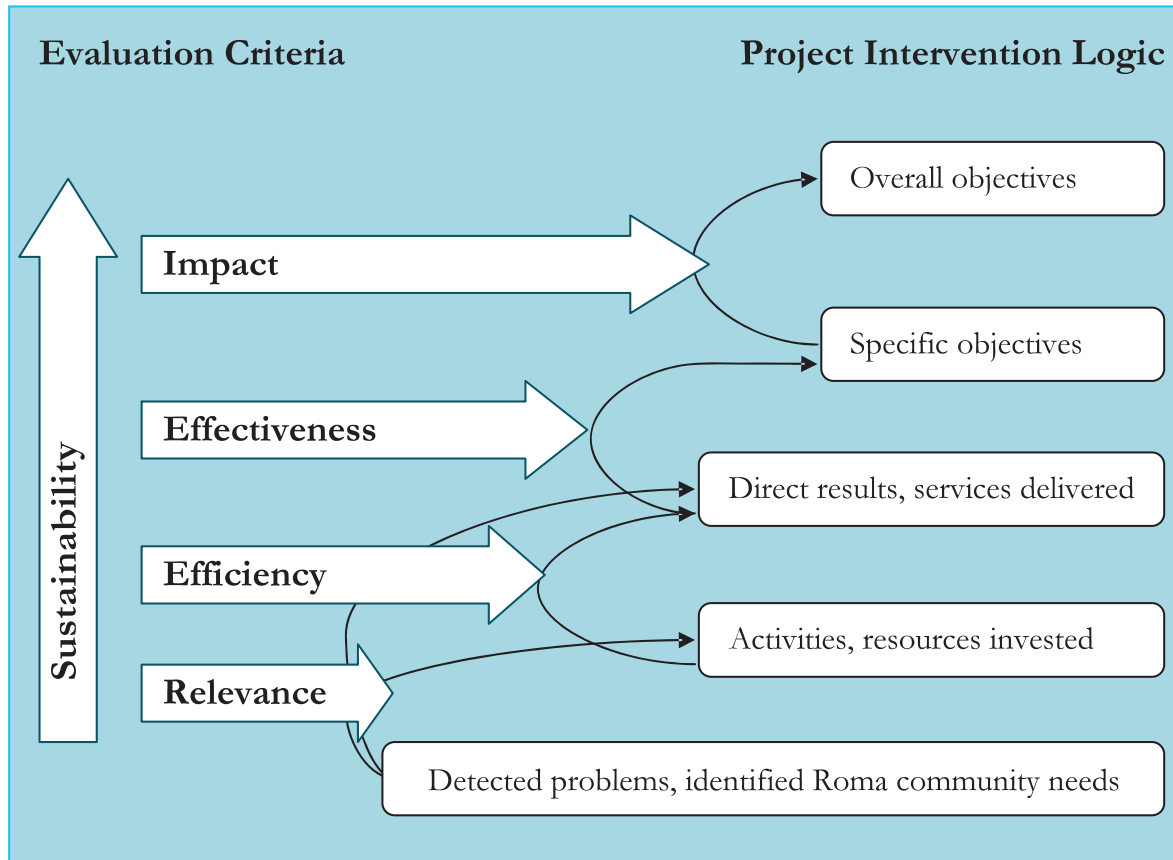 Evaluation Criteria
Project Intervention Logic
Overall objectives
Impact
Specific objectives
Effectiveness
Direct results, services delivered
Efficiency
Activities, resources invested
Relevance
Detected problems, identified Roma community needs
Sustainability